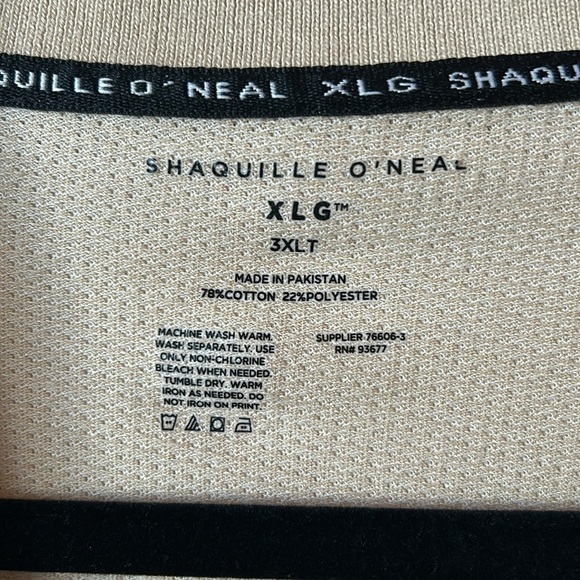 QUILLE O'NEAL XLG SHAQU
SHAQUILLE O'NEAL
XLG™
3XLT
MADE IN PAKISTAN
78%COTTON 22%POLYESTER
MACHINE WASH WARM.
WASH SEPARATELY. USE
ONLY NON-CHLORINE
BLEACH WHEN NEEDED.
TUMBLE DRY. WARM
IRON AS NEEDED. DO
NOT IRON ON PRINT.
SUPPLIER 76606-3
RN# 93677